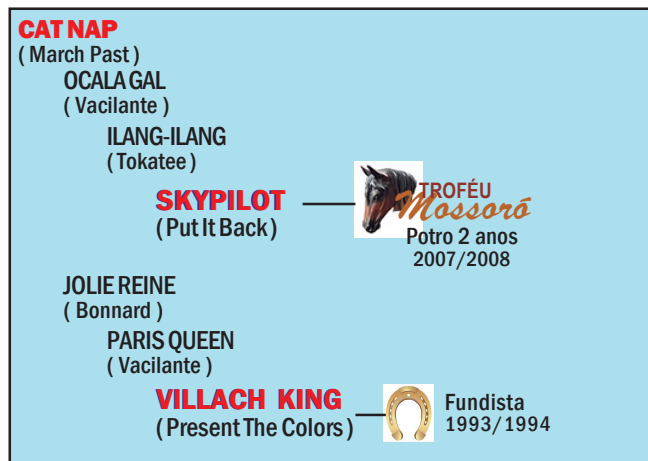 CAT NAP
( March Past )
OCALA GAL
( Vacilante )
ILANG-ILANG
( Tokatee )
SKYPILOT
( Put It Back )
TROFÉU
Mossoró
Potro 2 anos
2007/2008
JOLIE REINE
( Bonnard )
PARIS QUEEN
( Vacilante )
VILLACH KING
( Present The Colors )
Fundista
1993/1994